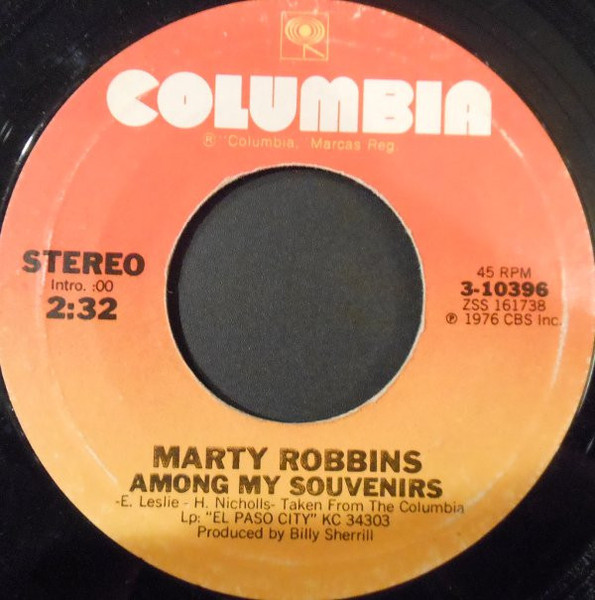 COLUMBIA
® "Columbia," Marcas Reg.
STEREO
Intro. :00
2:32
45 RPM
3-10396
ZSS 161738
℗ 1976 CBS Inc.
MARTY ROBBINS
AMONG MY SOUVENIRS
-E. Leslie - H. Nicholls- Taken From The Columbia
Lp: "EL PASO CITY" KC 34303
Produced by Billy Sherrill